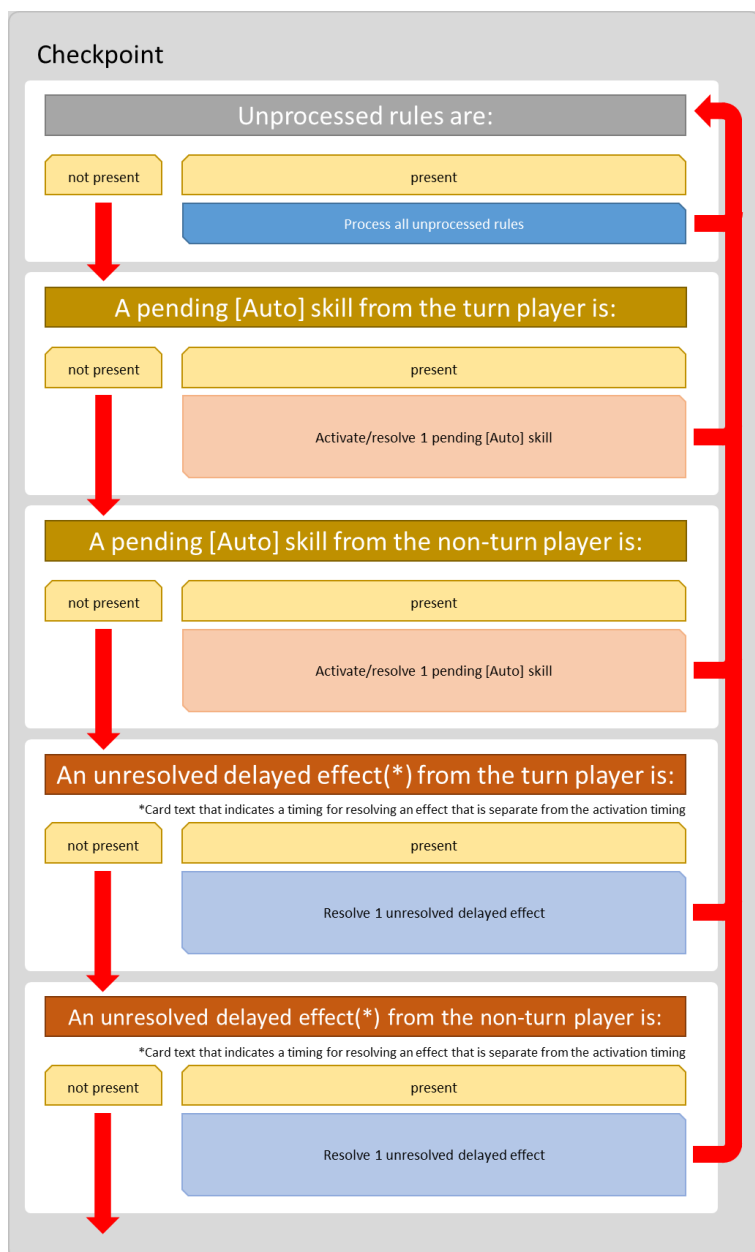 Checkpoint
Unprocessed rules are:
not present
present
Process all unprocessed rules
A pending [Auto] skill from the turn player is:
not present
present
Activate/resolve 1 pending [Auto] skill
A pending [Auto] skill from the non-turn player is:
not present
present
Activate/resolve 1 pending [Auto] skill
An unresolved delayed effect(*) from the turn player is:
*Card text that indicates a timing for resolving an effect that is separate from the activation timing
not present
present
Resolve 1 unresolved delayed effect
An unresolved delayed effect(*) from the non-turn player is:
*Card text that indicates a timing for resolving an effect that is separate from the activation timing
not present
present
Resolve 1 unresolved delayed effect